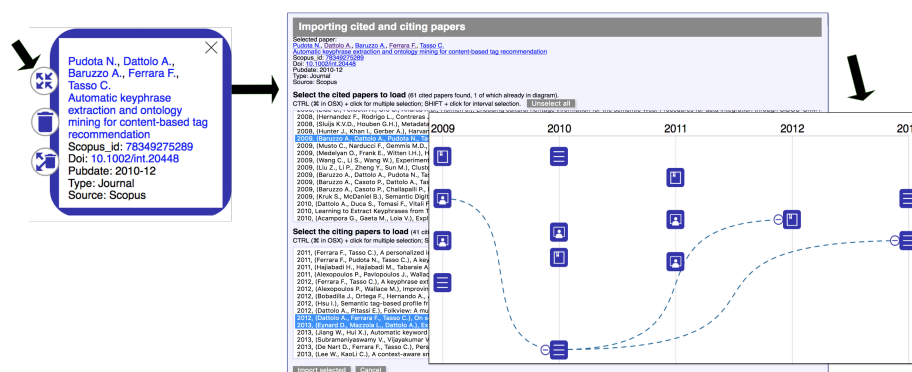 Pudota N., Dattolo A.,
Baruzzo A., Ferrara F.,
Tasso C.
Automatic keyphrase
extraction and ontology
mining for content-based tag
recommendation
Scopus_id: 78349275289
Doi: 10.1002/int.20448
Pubdate: 2010-12
Type: Journal
Source: Scopus
Importing cited and citing papers
Selected paper:
Pudota N., Dattolo A., Baruzzo A., Ferrara F., Tasso C.
Automatic keyphrase extraction and ontology mining for content-based tag recommendation
Scopus_id: 78349275289
Doi: 10.1002/int.20448
Pubdate: 2010-12
Type: Journal
Source: Scopus
Select the cited papers to load (61 cited papers found, 1 of which already in diagram).
CTRL (⌘ in OSX) + click for multiple selection; SHIFT + click for interval selection. Unselect all
2008, (Hernandez F., Rodrigo L., Contreras
2008, (Sluijs K.V.D., Houben G.H.), Metadata
2008, (Hunter J., Khan I., Gerber A.), Harvan
2009, (Baruzzo A., Dattolo A., Pudota N., Ta
2009, (Musto C., Narducci F., Gemmis M.D.,
2009, (Medelyan O., Frank E., Witten I.H.), H
2009, (Wang C., Li S., Wang W.), Experiment
2009, (Liu Z., Li P., Zheng Y., Sun M.), Cluste
2009, (Baruzzo A., Dattolo A., Pudota N., Ta
2009, (Baruzzo A., Casoto P., Dattolo A., Tas
2009, (Baruzzo A., Casoto P., Challapalli P.,
2009, (Kruk S., McDaniel B.), Semantic Digit
2010, (Dattolo A., Duca S., Tomasi F., Vitali F
2010, Learning to Extract Keyphrases from T
2010, (Acampora G., Gaeta M., Loia V.), Expl
Select the citing papers to load (41 citi
CTRL (⌘ in OSX) + click for multiple selection; S
2011, (Ferrara F., Tasso C.), A personalized i
2011, (Ferrara F., Pudota N., Tasso C.), A key
2011, (Hajiabadi H., Hajiabadi M., Tabaraie A
2011, (Alexopoulos P., Pavlopoulos J., Wallac
2012, (Ferrara F., Tasso C.), A keyphrase ext
2012, (Alexopoulos P., Wallace M.), Improvin
2012, (Bobadilla J., Ortega F., Hernando A.,
2012, (Hsu I.), Semantic tag-based profile fr
2012, (Dattolo A., Pitassi E.), Folkview: A mu
2012, (Dattolo A., Ferrara F., Tasso C.), On s
2013, (Eynard D., Mazzola L., Dattolo A.), Ex
2013, (Jiang W., Hui X.), Automatic keyword
2013, (Subramaniyaswamy V., Vijayakumar V
2013, (De Nart D., Ferrara F., Tasso C.), Pers
2013, (Lee W., KaoLi C.), A context-aware sn
Import selected Cancel
2009 2010 2011 2012 201